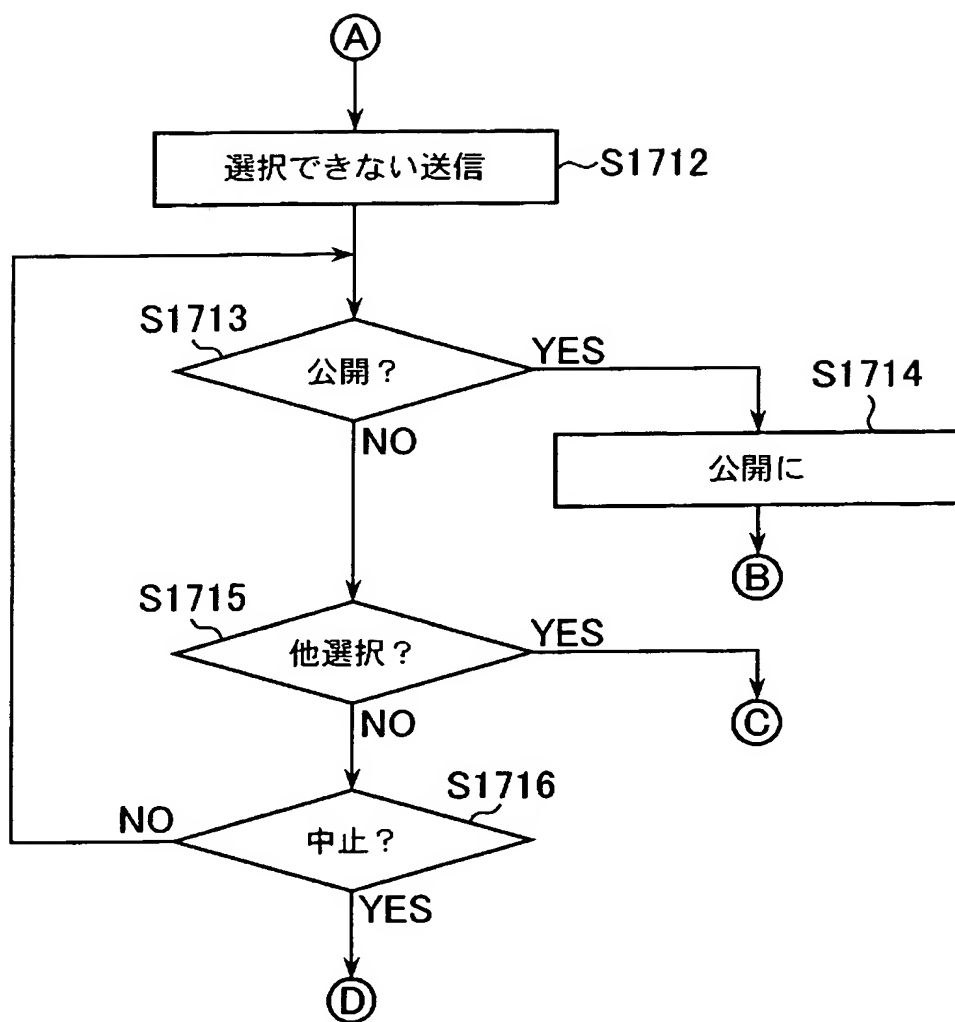 A
選択できない送信
S1712
S1713
公開？
YES
NO
S1714
公開に
B
S1715
他選択？
YES
NO
C
S1716
中止？
NO
YES
D